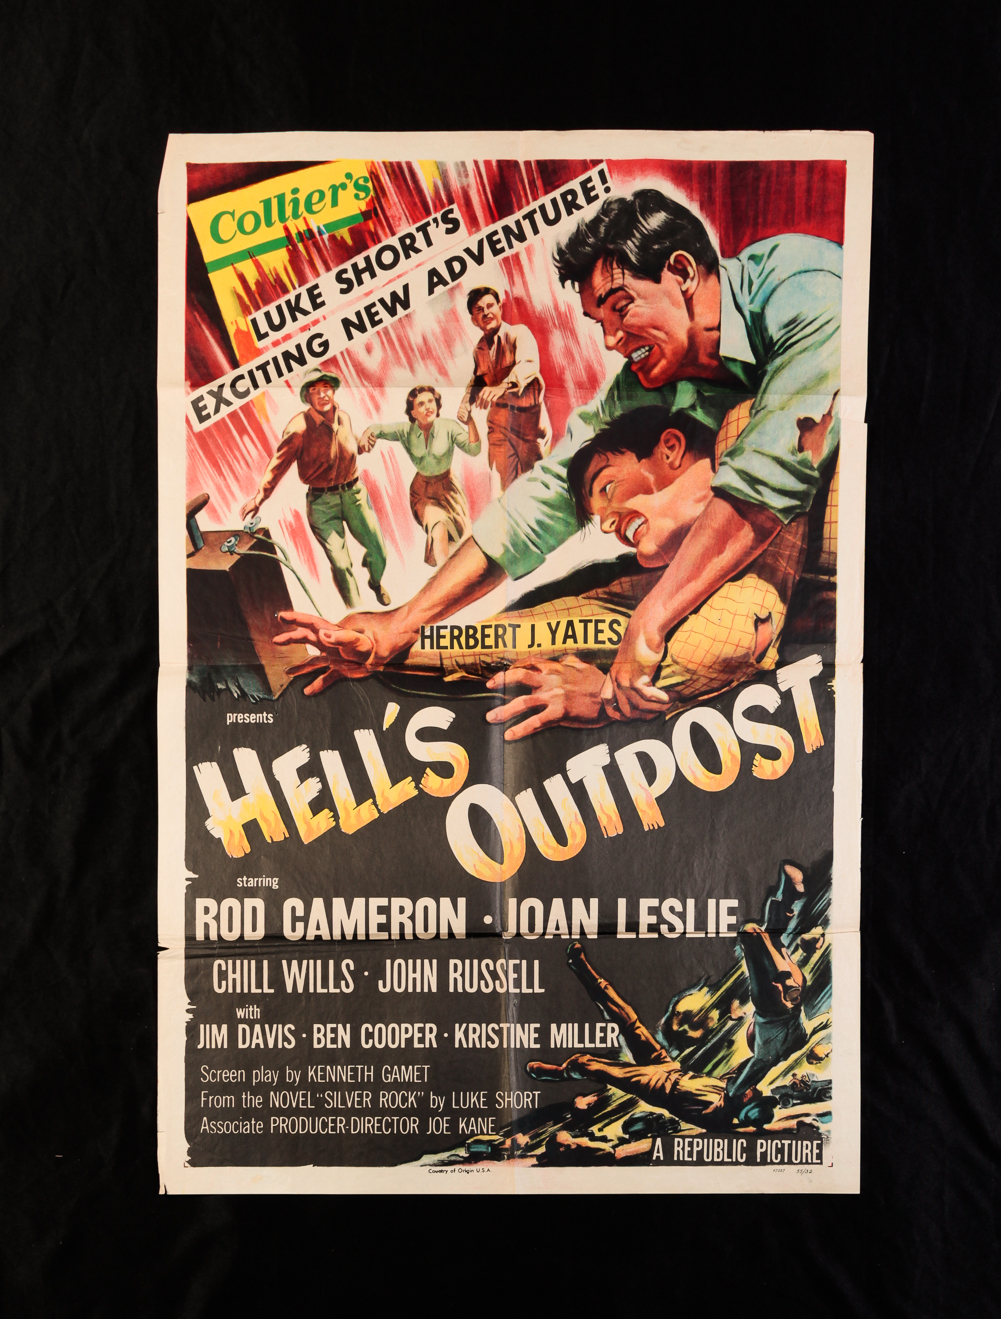 Collier's
LUKE SHORT'S
EXCITING NEW ADVENTURE!
HERBERT J. YATES
presents
HELL'S
OUTPOST
starring
ROD CAMERON · JOAN LESLIE
CHILL WILLS · JOHN RUSSELL
with
JIM DAVIS · BEN COOPER · KRISTINE MILLER
Screen play by KENNETH GAMET
From the NOVEL "SILVER ROCK" by LUKE SHORT
Associate PRODUCER-DIRECTOR JOE KANE
A REPUBLIC PICTURE
Country of Origin U.S.A.
55/32